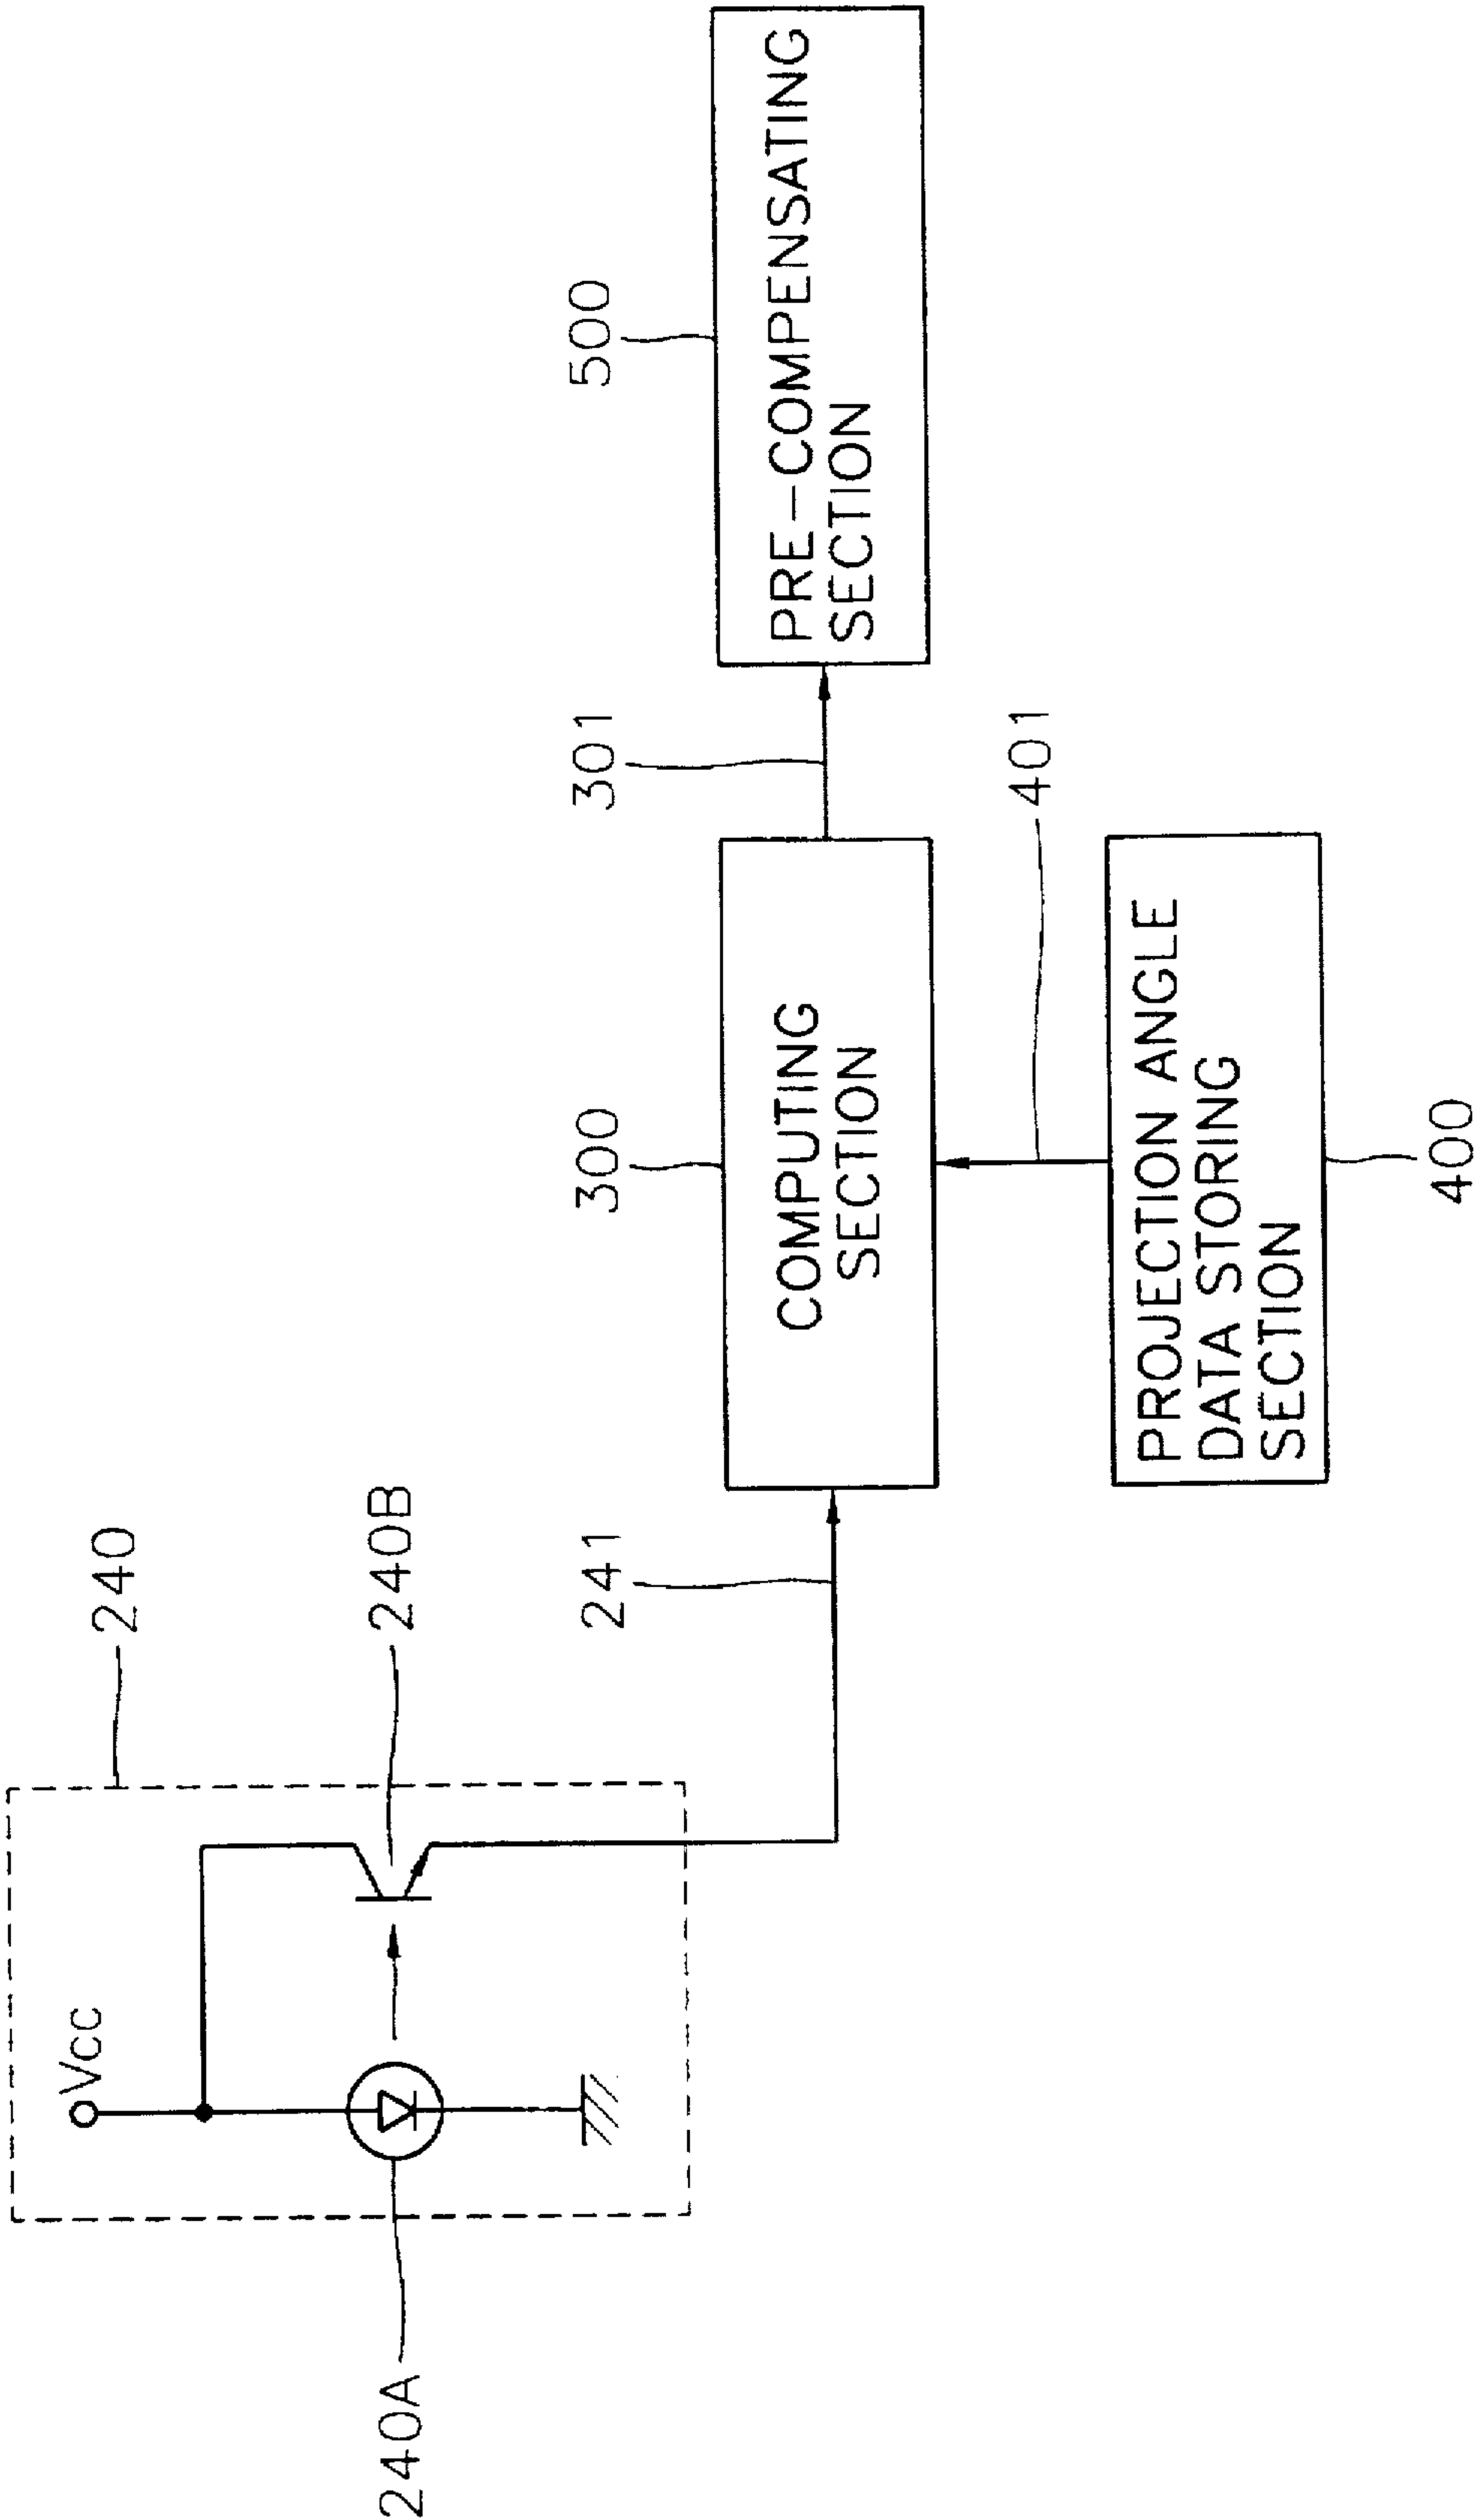 240
Vcc
240A
240B
241
300
COMPUTING
SECTION
301
500
PRE-COMPENSATING
SECTION
401
PROJECTION ANGLE
DATA STORING
SECTION
400